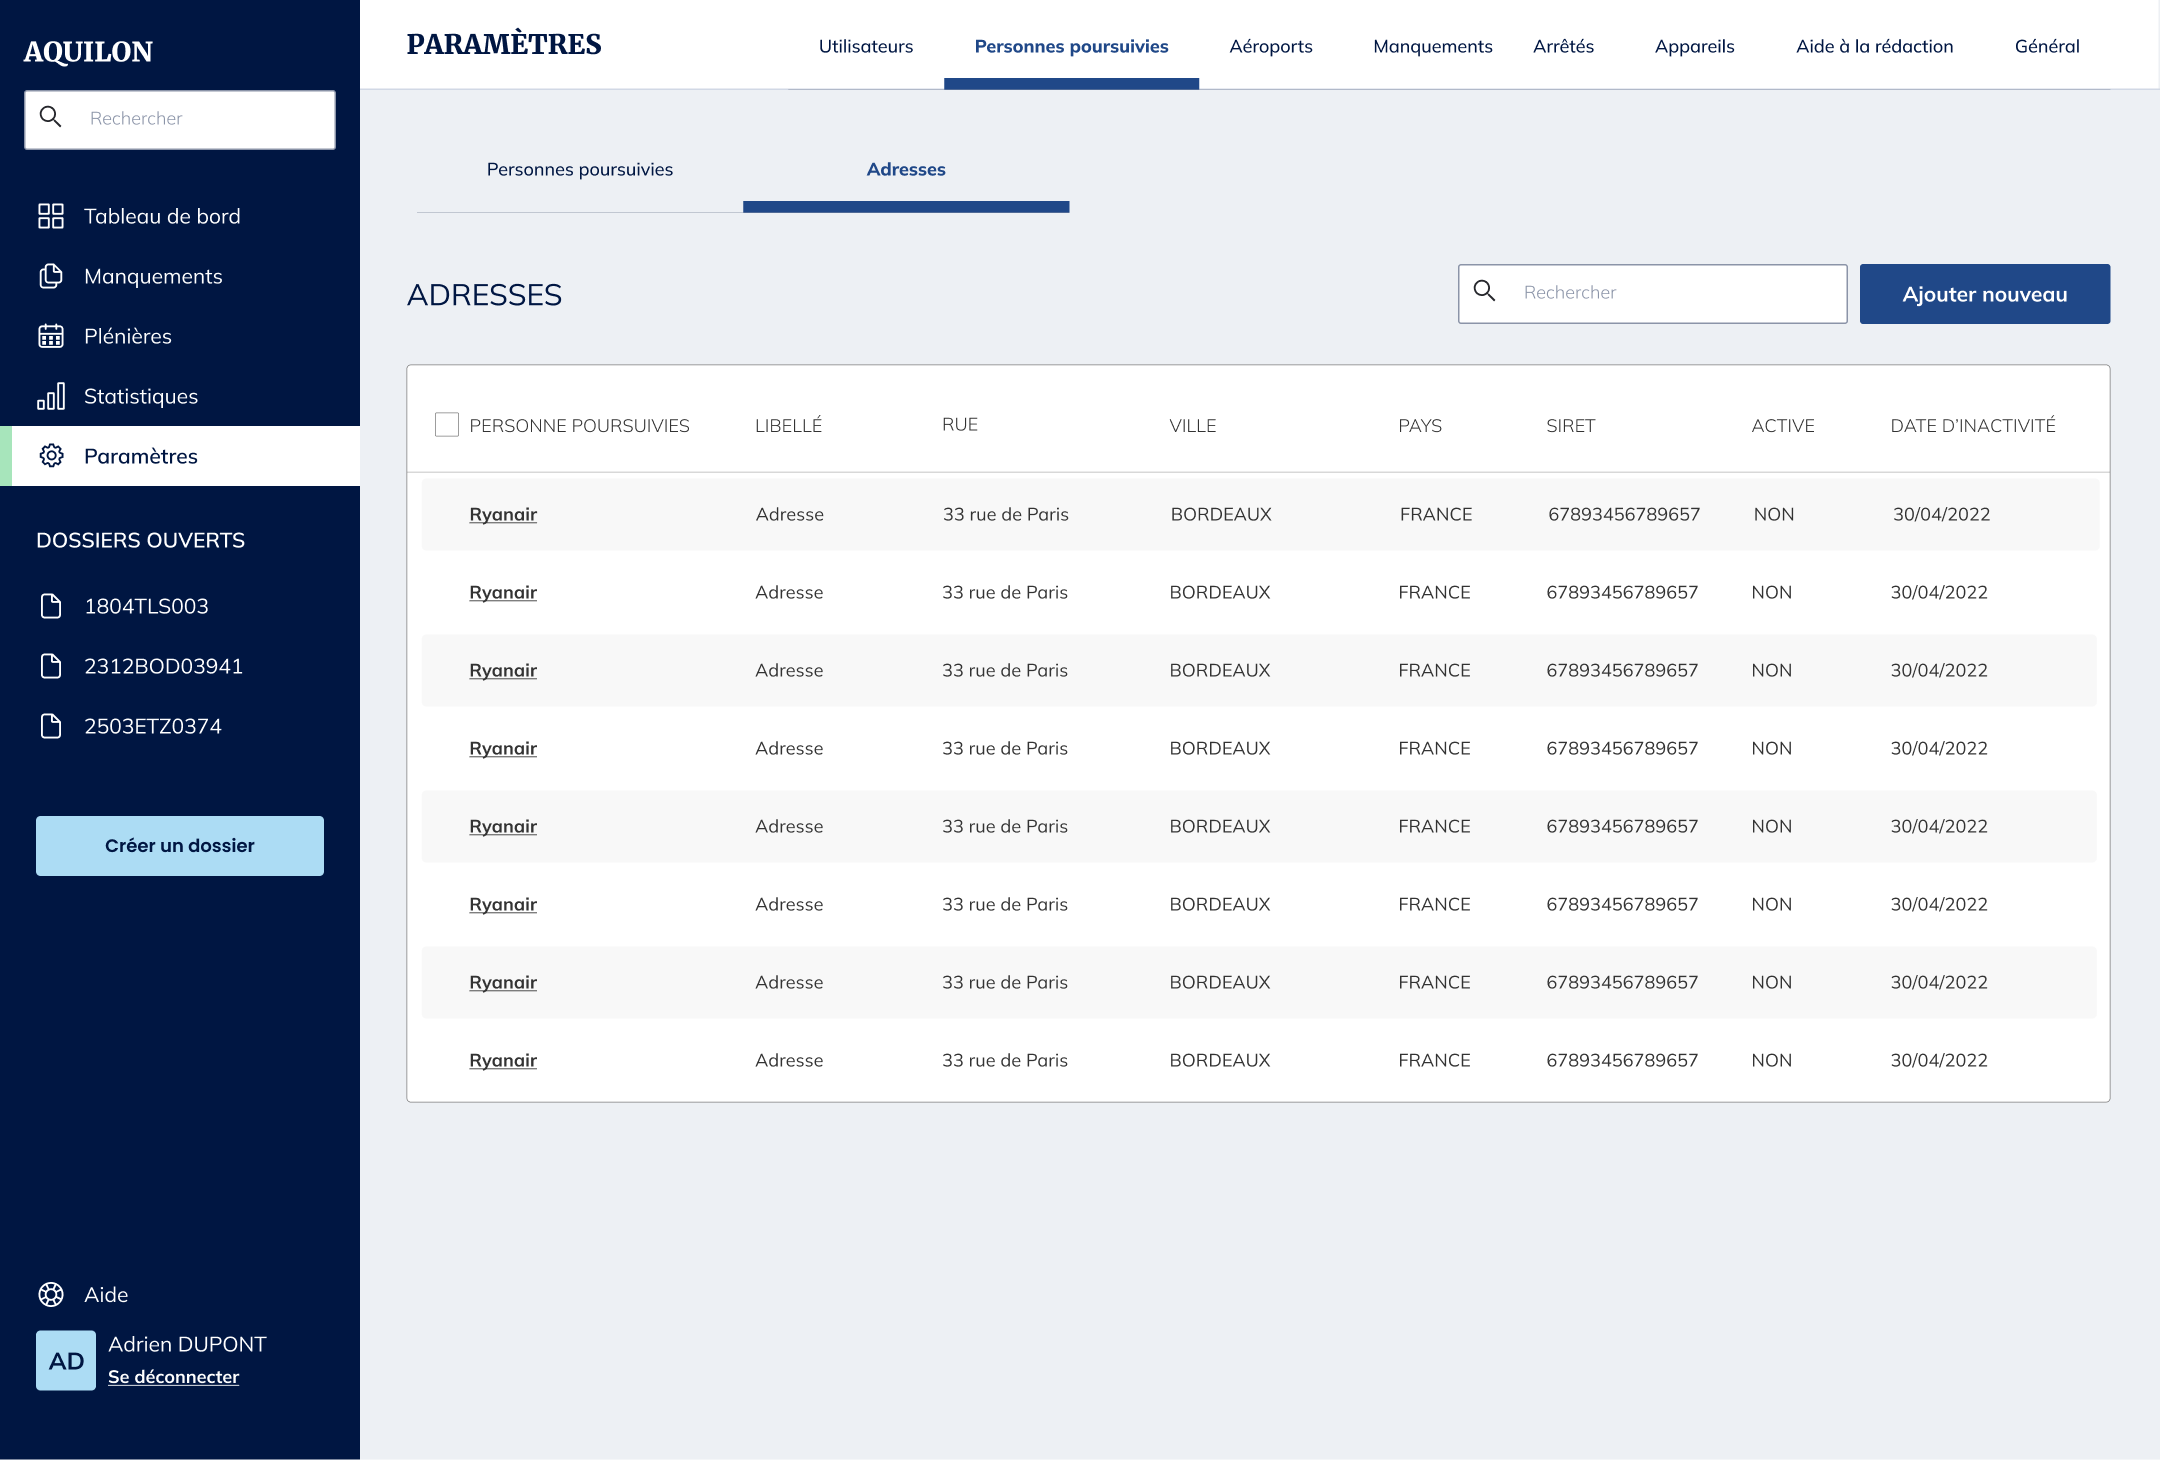 AQUILON
Rechercher
Tableau de bord
Manquements
Plénières
Statistiques
Paramètres
DOSSIERS OUVERTS
1804TLS003
2312BOD03941
2503ETZ0374
Créer un dossier
Aide
AD
Adrien DUPONT
Se déconnecter
PARAMÈTRES
Utilisateurs Personnes poursuivies Aéroports Manquements Arrêtés Appareils Aide à la rédaction Général
Personnes poursuivies Adresses
ADRESSES
Rechercher
Ajouter nouveau
PERSONNE POURSUIVIES LIBELLÉ RUE VILLE PAYS SIRET ACTIVE DATE D’INACTIVITÉ
Ryanair Adresse 33 rue de Paris BORDEAUX FRANCE 67893456789657 NON 30/04/2022
Ryanair Adresse 33 rue de Paris BORDEAUX FRANCE 67893456789657 NON 30/04/2022
Ryanair Adresse 33 rue de Paris BORDEAUX FRANCE 67893456789657 NON 30/04/2022
Ryanair Adresse 33 rue de Paris BORDEAUX FRANCE 67893456789657 NON 30/04/2022
Ryanair Adresse 33 rue de Paris BORDEAUX FRANCE 67893456789657 NON 30/04/2022
Ryanair Adresse 33 rue de Paris BORDEAUX FRANCE 67893456789657 NON 30/04/2022
Ryanair Adresse 33 rue de Paris BORDEAUX FRANCE 67893456789657 NON 30/04/2022
Ryanair Adresse 33 rue de Paris BORDEAUX FRANCE 67893456789657 NON 30/04/2022